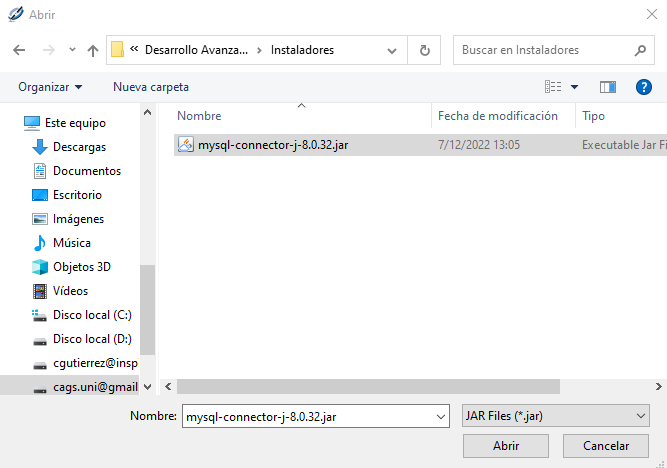 Abrir
« Desarrollo Avanza... › Instaladores
Buscar en Instaladores
Organizar
Nueva carpeta
Nombre
Fecha de modificación
Tipo
Este equipo
Descargas
Documentos
Escritorio
Imágenes
Música
Objetos 3D
Vídeos
Disco local (C:)
Disco local (D:)
cgutierrez@insp
cags.uni@gmail
mysql-connector-j-8.0.32.jar
7/12/2022 13:05
Executable Jar Fi
Nombre:
mysql-connector-j-8.0.32.jar
JAR Files (*.jar)
Abrir
Cancelar